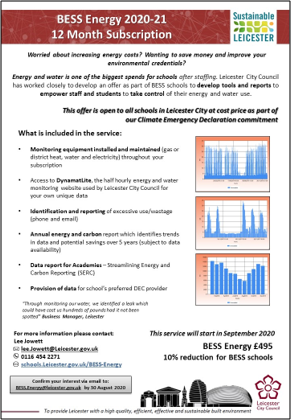 BESS Energy 2020-21
12 Month Subscription
Sustainable
LEICESTER
Worried about increasing energy costs? Wanting to save money and improve your
environmental credentials?
Energy and water is one of the biggest spends for schools after staffing. Leicester City Council
has worked closely to develop an offer as part of BESS schools to develop tools and reports to
empower staff and students to take control of their energy and water use.
This offer is open to all schools in Leicester City at cost price as part of
our Climate Emergency Declaration commitment
What is included in the service:
• Monitoring equipment installed and maintained (gas or
district heat, water and electricity) throughout your
subscription
• Access to DynamatLite, the half hourly energy and water
monitoring website used by Leicester City Council for
your own unique data
• Identification and reporting of excessive use/wastage
(phone and email)
• Annual energy and carbon report which identifies trends
in data and potential savings over 5 years (subject to data
availability)
• Data report for Academies – Streamlining Energy and
Carbon Reporting (SERC)
• Provision of data for school's preferred DEC provider
"Through monitoring our water, we identified a leak which
could have cost us hundreds of pounds had it not been
spotted" Business Manager, Leicester
For more information please contact:
Lee Jowett
lee.jowett@leicester.gov.uk
0116 454 2271
schools.leicester.gov.uk/BESS-Energy
This service will start in September 2020
BESS Energy £495
10% reduction for BESS schools
Confirm your interest via email to:
BESS.Energy@leicester.gov.uk by 30 August 2020
Leicester
City Council
To provide Leicester with a high quality, efficient, effective and sustainable built environment